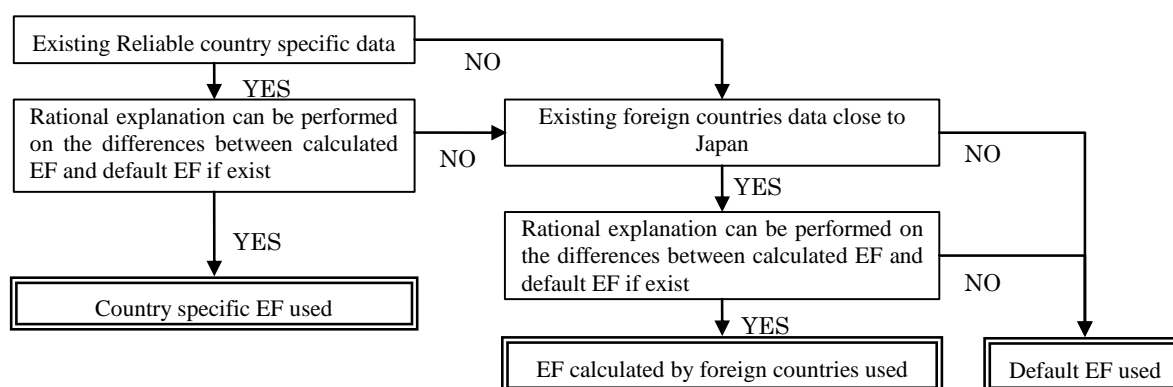 Existing Reliable country specific data
NO
YES
Rational explanation can be performed
on the differences between calculated
EF and default EF if exist
NO
Existing foreign countries data close to
Japan
NO
YES
YES
Rational explanation can be performed on
the differences between calculated EF and
default EF if exist
NO
Country specific EF used
YES
EF calculated by foreign countries used
Default EF used